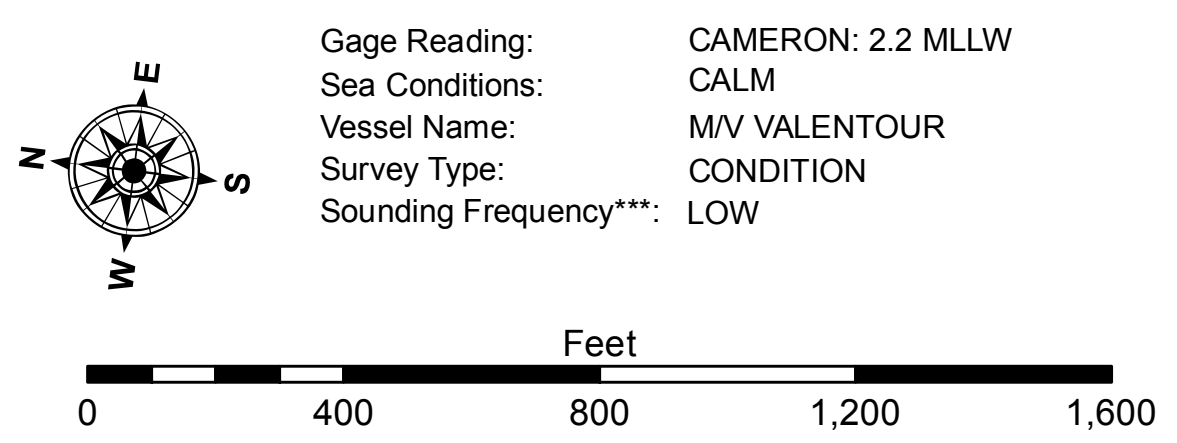 Gage Reading: CAMERON: 2.2 MLLW
Sea Conditions: CALM
Vessel Name: M/V VALENTOUR
Survey Type: CONDITION
Sounding Frequency***: LOW
E
N
S
W
Feet
0 400 800 1,200 1,600